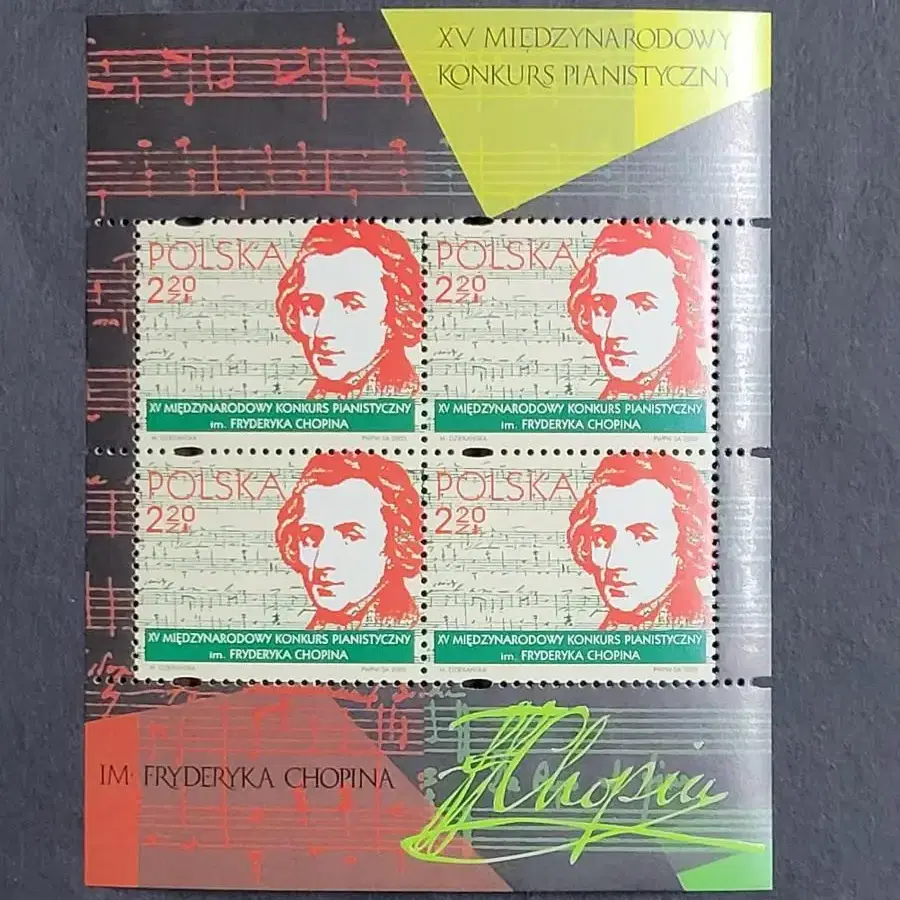 XV MIĘDZYNARODOWY
KONKURS PIANISTYCZNY
POLSKA
2 20
ZŁ
XV MIĘDZYNARODOWY KONKURS PIANISTYCZNY
im. FRYDERYKA CHOPINA
POLSKA
2 20
ZŁ
XV MIĘDZYNARODOWY KONKURS PIANISTYCZNY
im. FRYDERYKA CHOPINA
POLSKA
2 20
ZŁ
XV MIĘDZYNARODOWY KONKURS PIANISTYCZNY
im. FRYDERYKA CHOPINA
POLSKA
2 20
ZŁ
XV MIĘDZYNARODOWY KONKURS PIANISTYCZNY
im. FRYDERYKA CHOPINA
IM. FRYDERYKA CHOPINA
Chopin